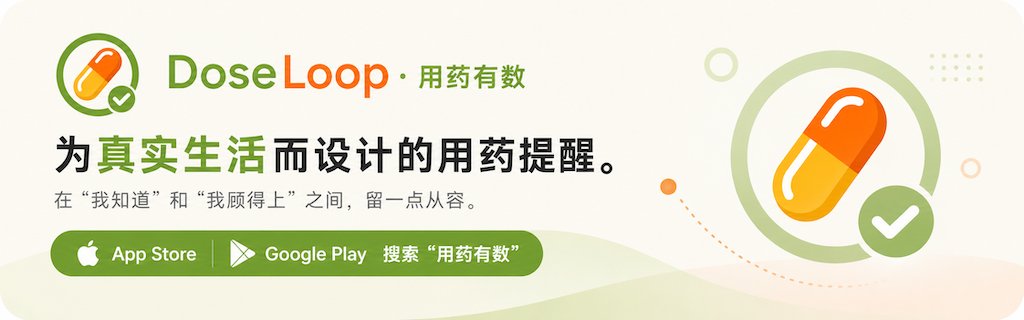 DoseLoop · 用药有数
为真实生活而设计的用药提醒。
在“我知道”和“我顾得上”之间，留一点从容。
App Store Google Play 搜索“用药有数”